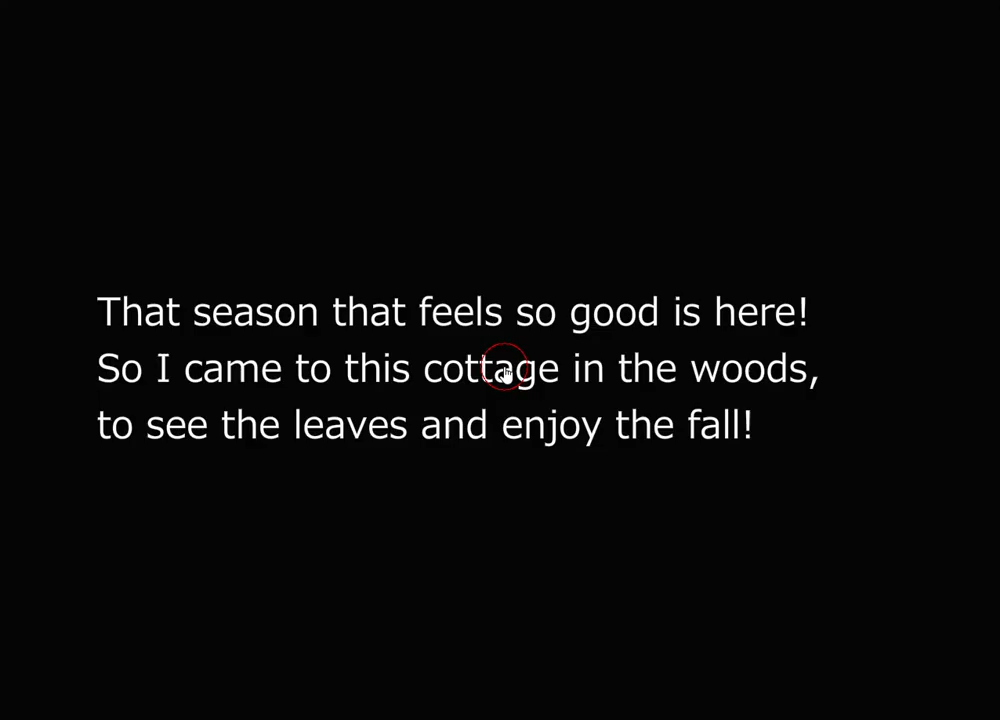 That season that feels so good is here!
So I came to this cottage in the woods,
to see the leaves and enjoy the fall!